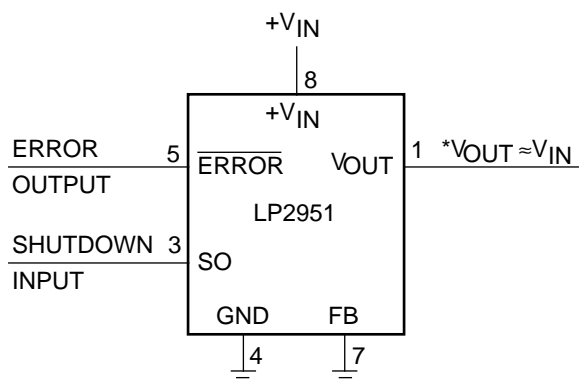 +VIN
8
+VIN
ERROR
5
ERROR
VOUT
1
*VOUT ≈VIN
OUTPUT
LP2951
SHUTDOWN
3
SO
INPUT
GND
FB
4
7